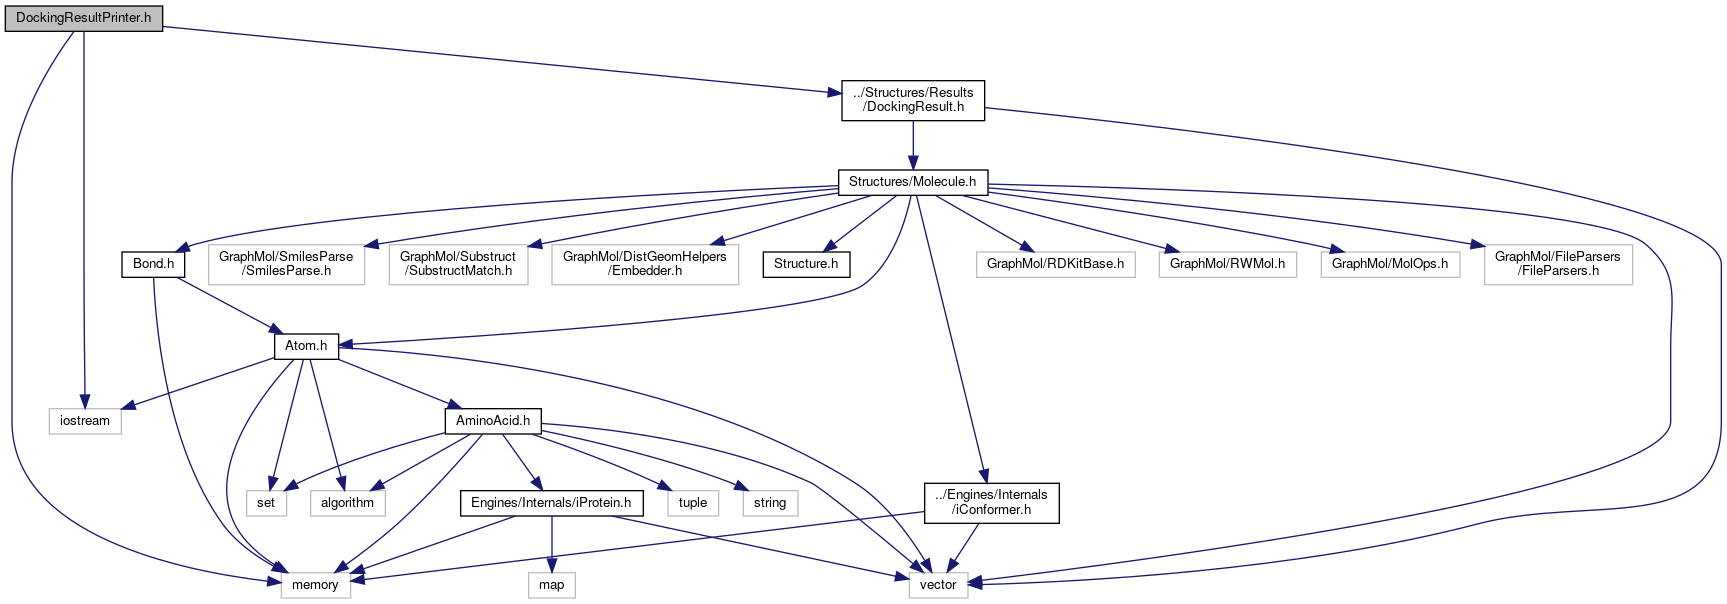 DockingResultPrinter.h
../Structures/Results
/DockingResult.h
Structures/Molecule.h
Bond.h
GraphMol/SmilesParse
/SmilesParse.h
GraphMol/Substruct
/SubstructMatch.h
GraphMol/DistGeomHelpers
/Embedder.h
Structure.h
GraphMol/RDKitBase.h
GraphMol/RWMol.h
GraphMol/MolOps.h
GraphMol/FileParsers
/FileParsers.h
Atom.h
iostream
AminoAcid.h
set
algorithm
Engines/Internals/iProtein.h
tuple
string
../Engines/Internals
/iConformer.h
memory
map
vector